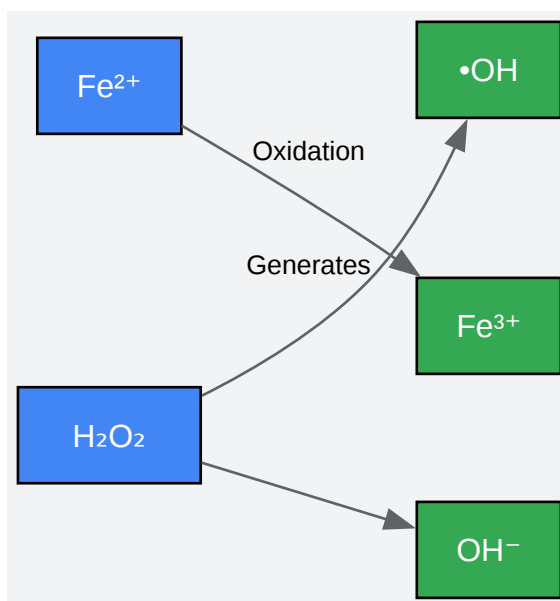 •OH
Fe²⁺
Oxidation
Generates
Fe³⁺
H₂O₂
OH⁻